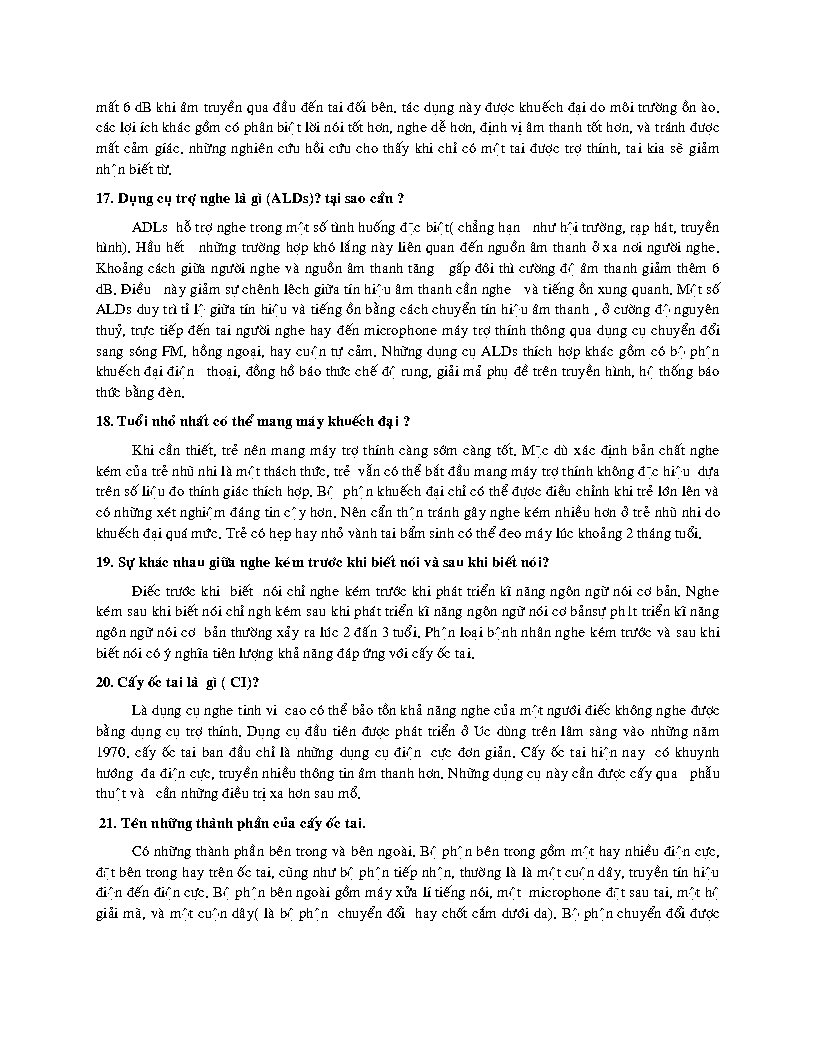 mất 6 dB khi âm truyền qua đầu đến tai đối bên. tác dụng này được khuếch đại do môi trường ồn ào.
các lợi ích khác gồm có phân biệt lời nói tốt hơn, nghe dễ hơn, định vị âm thanh tốt hơn, và tránh được
mất cảm giác. những nghiên cứu hồi cứu cho thấy khi chỉ có một tai được trợ thính, tai kia sẽ giảm
nhận biết từ.
17. Dụng cụ trợ nghe là gì (ALDs)? tại sao cần ?
ADLs hỗ trợ nghe trong một số tình huống đặc biệt( chẳng hạn như hội trường, rạp hát, truyền
hình). Hầu hết những trường hợp khó lắng này liên quan đến nguồn âm thanh ở xa nơi người nghe.
Khoảng cách giữa người nghe và nguồn âm thanh tăng gấp đôi thì cường độ âm thanh giảm thêm 6
dB. Điều này giảm sự chênh lêch giữa tín hiệu âm thanh cần nghe và tiếng ồn xung quanh. Một số
ALDs duy trì tỉ lệ giữa tín hiệu và tiếng ồn bằng cách chuyển tín hiệu âm thanh , ở cường độ nguyên
thuỷ, trực tiếp đến tai người nghe hay đến microphone máy trợ thính thông qua dụng cụ chuyển đổi
sang sóng FM, hồng ngoại, hay cuộn tự cảm. Những dụng cụ ALDs thích hợp khác gồm có bộ phận
khuếch đại điện thoại, đồng hồ báo thức chế độ rung, giải mả phụ đề trên truyền hình, hệ thống báo
thức bằng đèn.
18. Tuổi nhỏ nhất có thể mang máy khuếch đại ?
Khi cần thiết, trẻ nên mang máy trợ thính càng sớm càng tốt. Mặc dù xác định bản chất nghe
kém của trẻ nhũ nhi là một thách thức, trẻ vẫn có thể bắt đầu mang máy trợ thính không đặc hiệu dựa
trên số liệu đo thính giác thích hợp. Bộ phận khuếch đại chỉ có thể được điều chỉnh khi trẻ lớn lên và
có những xét nghiệm đáng tin cậy hơn. Nên cẩn thận tránh gây nghe kém nhiều hơn ở trẻ nhũ nhi do
khuếch đại quá mức. Trẻ có hẹp hay nhỏ vành tai bẩm sinh có thể đeo máy lúc khoảng 2 tháng tuổi.
19. Sự khác nhau giữa nghe kém trước khi biết nói và sau khi biết nói?
Điếc trước khi biết nói chỉ nghe kém trước khi phát triển kĩ năng ngôn ngữ nói cơ bản. Nghe
kém sau khi biết nói chỉ ngh kém sau khi phát triển kĩ năng ngôn ngữ nói cơ bảnsự phát triển kĩ năng
ngôn ngữ nói cơ bản thường xảy ra lúc 2 đấn 3 tuổi. Phận loại bệnh nhân nghe kém trước và sau khi
biết nói có ý nghĩa tiên lượng khả năng đáp ứng với cấy ốc tai.
20. Cấy ốc tai là gì ( CI)?
Là dụng cụ nghe tinh vi cao có thể bảo tồn khả năng nghe của một người điếc không nghe được
bằng dụng cụ trợ thính. Dụng cụ đầu tiên được phát triển ở Uc dùng trên lâm sàng vào những năm
1970. cấy ốc tai ban đầu chỉ là những dụng cụ điện cực đơn giản. Cấy ốc tai hiện nay có khuynh
hướng đa điện cực, truyền nhiều thông tin âm thanh hơn. Những dụng cụ này cần được cấy qua phẫu
thuật và cần những điều trị xa hơn sau mổ.
21. Tên những thành phần của cấy ốc tai.
Có những thành phần bên trong và bên ngoài. Bộ phận bên trong gồm một hay nhiều điện cực,
đặt bên trong hay trên ốc tai. cũng như bộ phận tiếp nhận, thường là là một cuộn dây, truyền tín hiệu
điện đến điện cực. Bộ phận bên ngoài gồm máy xửa lí tiếng nói, một microphone đặt sau tai, một hộ
giải mã, và một cuộn dây( là bộ phận chuyển đổi hay chốt cắm dưới da). Bộ phận chuyển đổi được